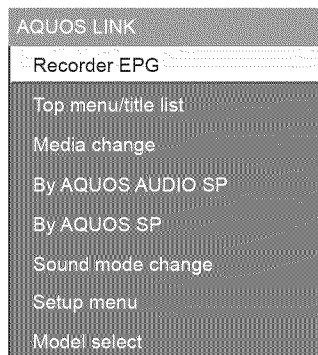 AQUOS LINK
Recorder EPG
Top menu/title list
Media change
By AQUOS AUDIO SP
By AQUOS SP
Sound mode change
Setup menu
Model select